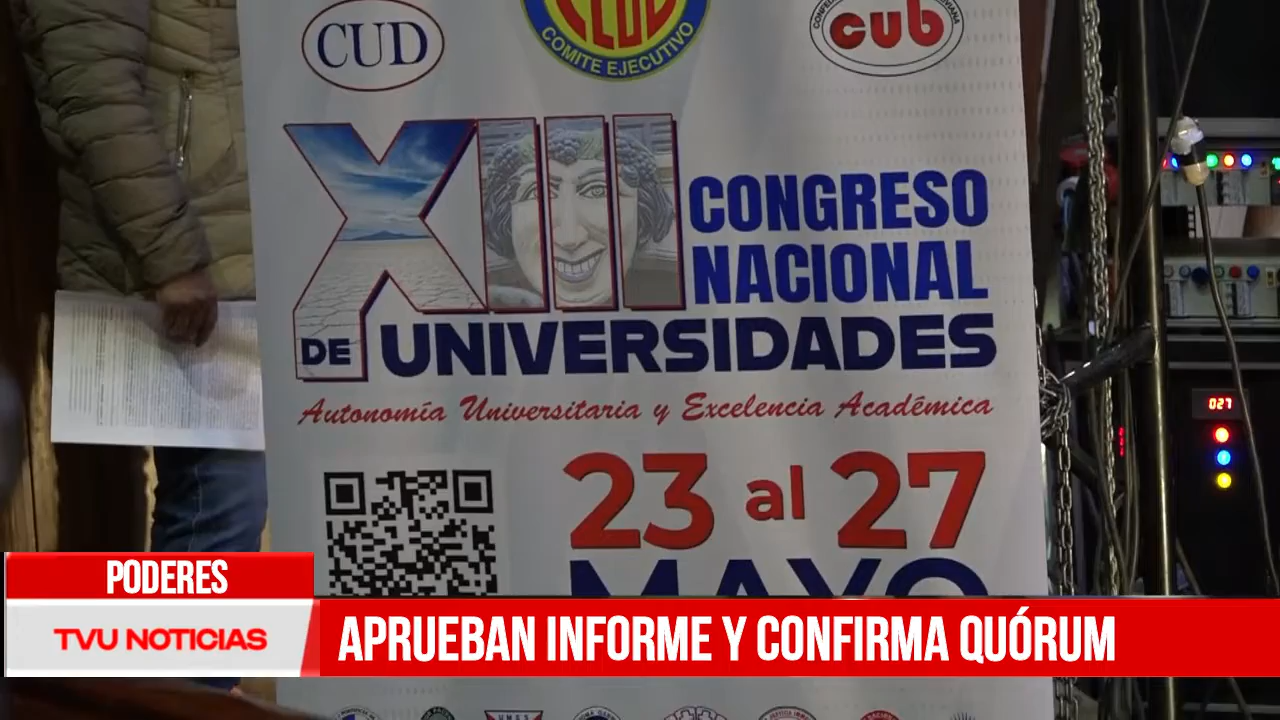 CUD
COMITE EJECUTIVO
cub
XIII CONGRESO
NACIONAL
DE UNIVERSIDADES
Autonomía Universitaria y Excelencia Académica
23 al 27
MAYO
027
PODERES
TVU NOTICIAS
APRUEBAN INFORME Y CONFIRMA QUÓRUM